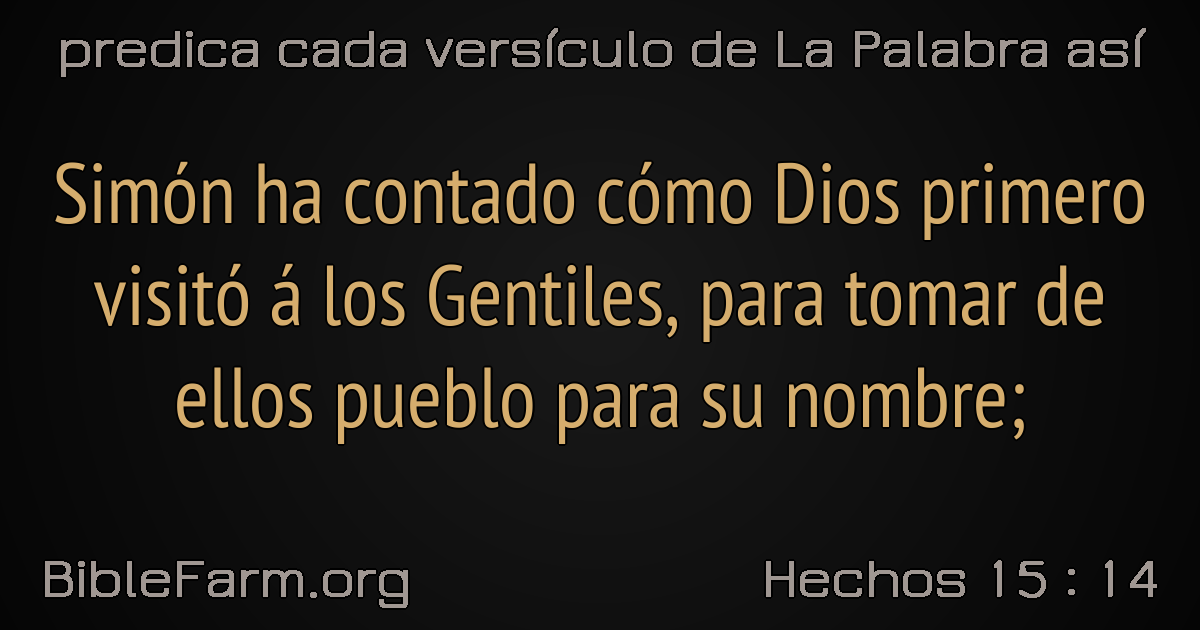 predica cada versículo de La Palabra así
Simón ha contado cómo Dios primero
visitó á los Gentiles, para tomar de
ellos pueblo para su nombre;
BibleFarm.org
Hechos 15 : 14